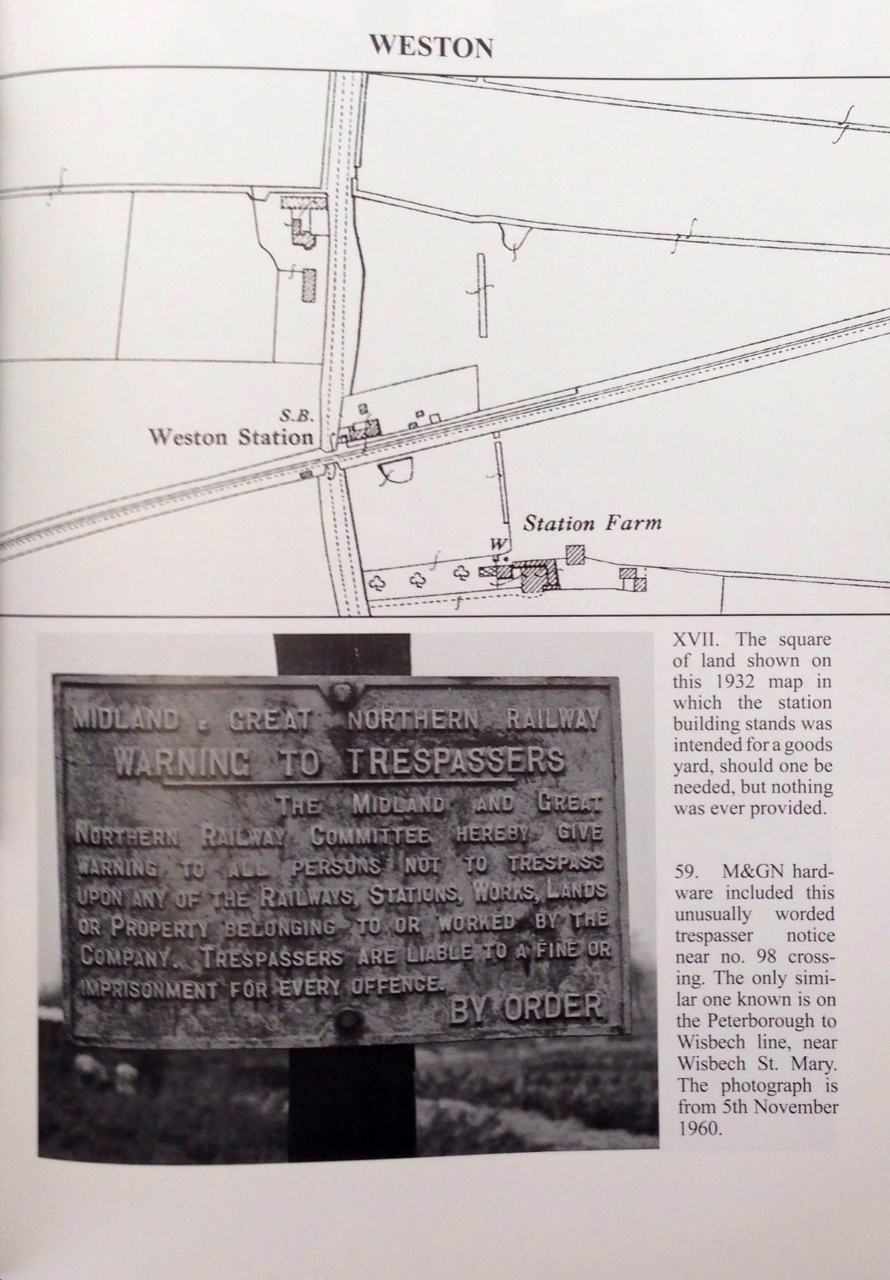 WESTON
S.B.
Weston Station
Station Farm
W
MIDLAND & GREAT NORTHERN RAILWAY
WARNING TO TRESPASSERS
THE MIDLAND AND GREAT
NORTHERN RAILWAY COMMITTEE HEREBY GIVE
WARNING TO ALL PERSONS NOT TO TRESPASS
UPON ANY OF THE RAILWAYS, STATIONS, WORKS, LANDS
OR PROPERTY BELONGING TO OR WORKED BY THE
COMPANY. TRESPASSERS ARE LIABLE TO A FINE OR
IMPRISONMENT FOR EVERY OFFENCE.
BY ORDER
XVII. The square
of land shown on
this 1932 map in
which the station
building stands was
intended for a goods
yard, should one be
needed, but nothing
was ever provided.
59. M&GN hard-
ware included this
unusually worded
trespasser notice
near no. 98 cross-
ing. The only simi-
lar one known is on
the Peterborough to
Wisbech line, near
Wisbech St. Mary.
The photograph is
from 5th November
1960.